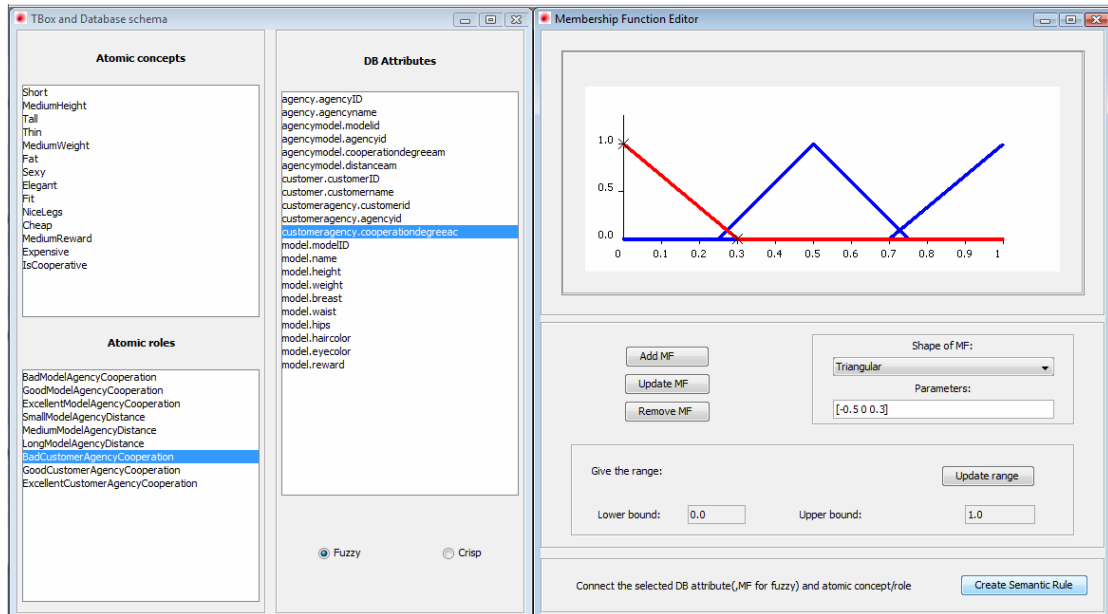 TBox and Database schema
Atomic concepts
Short
MediumHeight
Tall
Thin
MediumWeight
Fat
Sexy
Elegant
Fit
NiceLegs
Cheap
MediumReward
Expensive
IsCooperative
Atomic roles
BadModelAgencyCooperation
GoodModelAgencyCooperation
ExcellentModelAgencyCooperation
SmallModelAgencyDistance
MediumModelAgencyDistance
LongModelAgencyDistance
BadCustomerAgencyCooperation
GoodCustomerAgencyCooperation
ExcellentCustomerAgencyCooperation
DB Attributes
agency.agencyID
agency.agencyname
agencymodel.modelid
agencymodel.agencyid
agencymodel.cooperationdegreeam
agencymodel.distanceam
customer.customerID
customer.customername
customeragency.customerid
customeragency.agencyid
customeragency.cooperationdegreeac
model.modelID
model.name
model.height
model.weight
model.breast
model.waist
model.hips
model.haircolor
model.eyecolor
model.reward
Fuzzy Crisp
Membership Function Editor
1.0
0.5
0.0
0 0.1 0.2 0.3 0.4 0.5 0.6 0.7 0.8 0.9 1
Add MF
Update MF
Remove MF
Shape of MF:
Triangular
Parameters:
[-0.5 0 0.3]
Give the range:
Update range
Lower bound: 0.0 Upper bound: 1.0
Connect the selected DB attribute(,MF for fuzzy) and atomic concept/role Create Semantic Rule